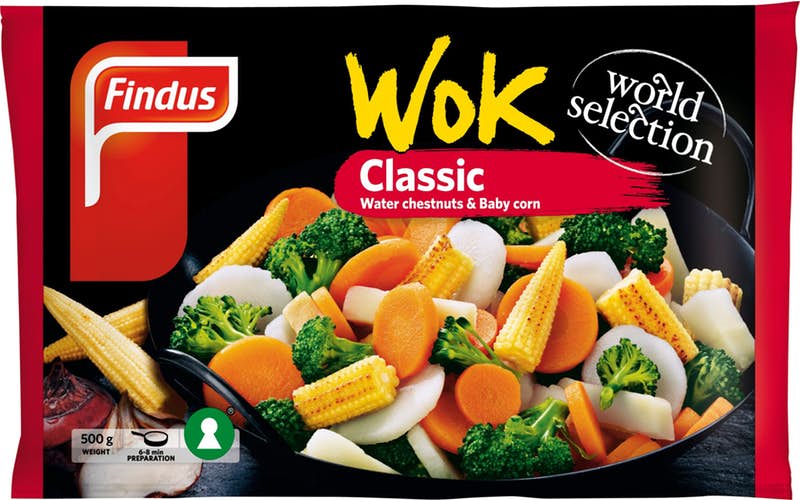 Findus
WOK
world
selection
Classic
Water chestnuts & Baby corn
500 g
WEIGHT
6-8 min
PREPARATION
®